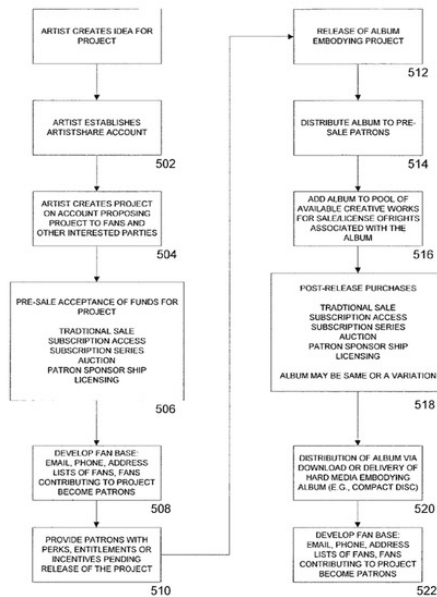 ARTIST CREATES IDEA FOR
PROJECT
ARTIST ESTABLISHES
ARTISTSHARE ACCOUNT
502
ARTIST CREATES PROJECT
ON ACCOUNT PROPOSING
PROJECT TO FANS AND
OTHER INTERESTED PARTIES
504
PRE-SALE ACCEPTANCE OF FUNDS FOR
PROJECT
TRADTIONAL SALE
SUBSCRIPTION ACCESS
SUBSCRIPTION SERIES
AUCTION
PATRON SPONSOR SHIP
LICENSING
506
DEVELOP FAN BASE:
EMAIL, PHONE, ADDRESS
LISTS OF FANS, FANS
CONTRIBUTING TO PROJECT
BECOME PATRONS
508
PROVIDE PATRONS WITH
PERKS, ENTITLEMENTS OR
INCENTIVES PENDING
RELEASE OF THE PROJECT
510
RELEASE OF ALBUM
EMBODYING PROJECT
512
DISTRIBUTE ALBUM TO PRE-
SALE PATRONS
514
ADD ALBUM TO POOL OF
AVAILABLE CREATIVE WORKS
FOR SALE/LICENSE OFRIGHTS
ASSOCIATED WITH THE
ALBUM
516
POST-RELEASE PURCHASES
TRADTIONAL SALE
SUBSCRIPTION ACCESS
SUBSCRIPTION SERIES
AUCTION
PATRON SPONSOR SHIP
LICENSING
ALBUM MAY BE SAME OR A VARIATION
518
DISTRIBUTION OF ALBUM VIA
DOWNLOAD OR DELIVERY OF
HARD MEDIA EMBODYING
ALBUM (E.G., COMPACT DISC)
520
DEVELOP FAN BASE:
EMAIL, PHONE, ADDRESS
LISTS OF FANS, FANS
CONTRIBUTING TO PROJECT
BECOME PATRONS
522